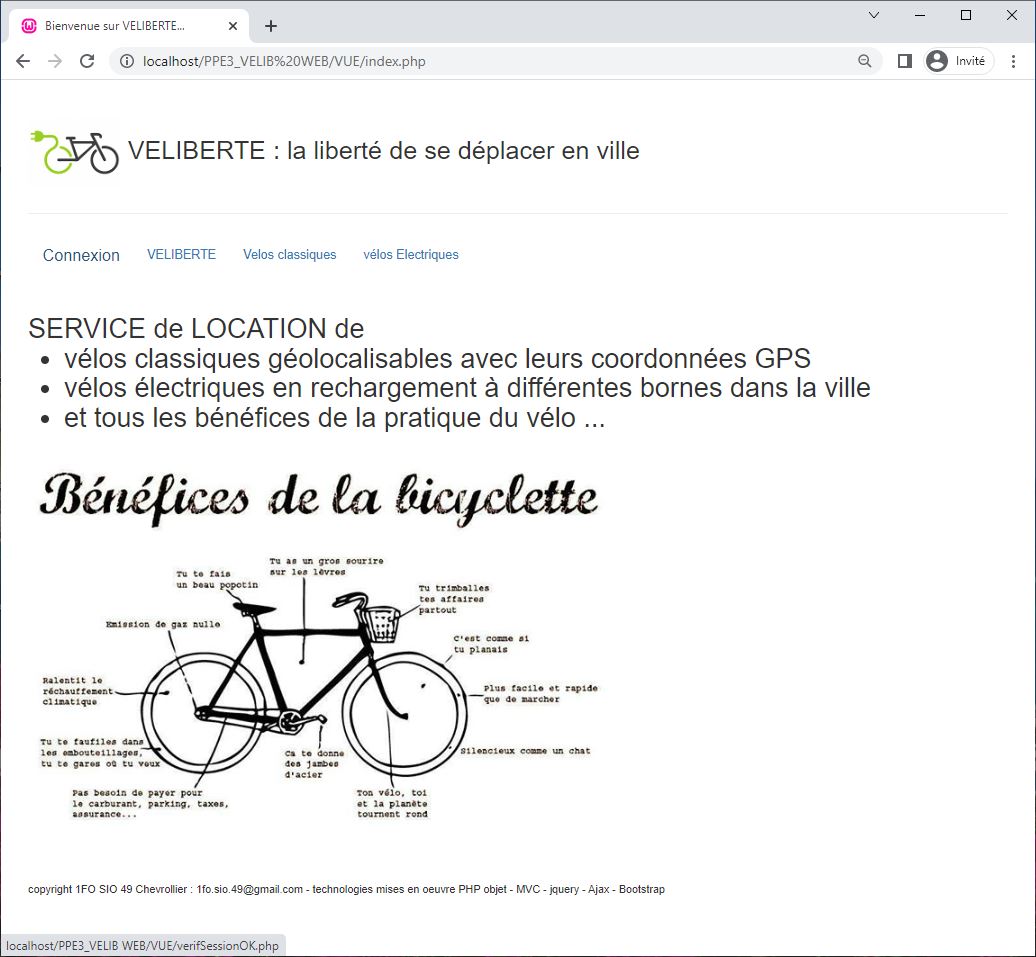 Bienvenue sur VELIBERTE...
localhost/PPE3_VELIB%20WEB/VUE/index.php
Invité
VELIBERTE : la liberté de se déplacer en ville
Connexion VELIBERTE Velos classiques vélos Electriques
SERVICE de LOCATION de
• vélos classiques géolocalisables avec leurs coordonnées GPS
• vélos électriques en rechargement à différentes bornes dans la ville
• et tous les bénéfices de la pratique du vélo ...
Bénéfices de la bicyclette
Tu as un gros sourire
sur les lèvres
Tu te fais
un beau popotin
Tu trimballes
tes affaires
partout
Emission de gaz nulle
C'est comme si
tu planais
Ralentit le
réchauffement
climatique
Plus facile et rapide
que de marcher
Tu te faufiles dans
les embouteillages,
tu te gares où tu veux
Ca te donne
des jambes
d'acier
Silencieux comme un chat
Pas besoin de payer pour
le carburant, parking, taxes,
assurance...
Ton vélo, toi
et la planète
tournent rond
copyright 1FO SIO 49 Chevrollier : 1fo.sio.49@gmail.com - technologies mises en oeuvre PHP objet - MVC - jquery - Ajax - Bootstrap
localhost/PPE3_VELIB WEB/VUE/verifSessionOK.php